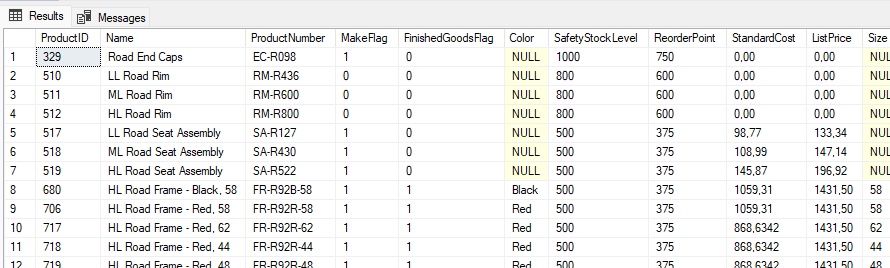 Results Messages
ProductID Name ProductNumber MakeFlag FinishedGoodsFlag Color SafetyStockLevel ReorderPoint StandardCost ListPrice Size
1 329 Road End Caps EC-R098 1 0 NULL 1000 750 0,00 0,00 NUL
2 510 LL Road Rim RM-R436 0 0 NULL 800 600 0,00 0,00 NUL
3 511 ML Road Rim RM-R600 0 0 NULL 800 600 0,00 0,00 NUL
4 512 HL Road Rim RM-R800 0 0 NULL 800 600 0,00 0,00 NUL
5 517 LL Road Seat Assembly SA-R127 1 0 NULL 500 375 98,77 133,34 NUL
6 518 ML Road Seat Assembly SA-R430 1 0 NULL 500 375 108,99 147,14 NUL
7 519 HL Road Seat Assembly SA-R522 1 0 NULL 500 375 145,87 196,92 NUL
8 680 HL Road Frame - Black, 58 FR-R92B-58 1 1 Black 500 375 1059,31 1431,50 58
9 706 HL Road Frame - Red, 58 FR-R92R-58 1 1 Red 500 375 1059,31 1431,50 58
10 717 HL Road Frame - Red, 62 FR-R92R-62 1 1 Red 500 375 868,6342 1431,50 62
11 718 HL Road Frame - Red, 44 FR-R92R-44 1 1 Red 500 375 868,6342 1431,50 44
12 719 HL Road Frame - Red, 48 FR-R92R-48 1 1 Red 500 375 868,6342 1431,50 48